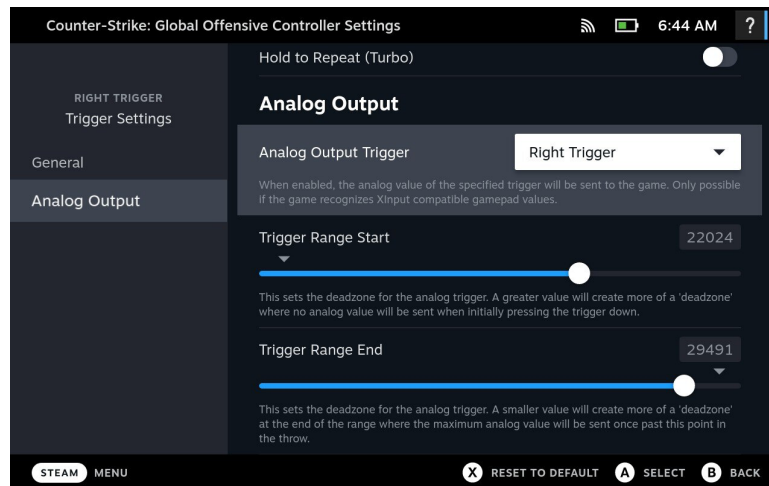 Counter-Strike: Global Offensive Controller Settings
6:44 AM
?
Hold to Repeat (Turbo)
RIGHT TRIGGER
Trigger Settings
General
Analog Output
Analog Output
Analog Output Trigger
Right Trigger
When enabled, the analog value of the specified trigger will be sent to the game. Only possible
if the game recognizes XInput compatible gamepad values.
Trigger Range Start
22024
This sets the deadzone for the analog trigger. A greater value will create more of a 'deadzone'
where no analog value will be sent when initially pressing the trigger down.
Trigger Range End
29491
This sets the deadzone for the analog trigger. A smaller value will create more of a 'deadzone'
at the end of the range where the maximum analog value will be sent once past this point in
the throw.
STEAM MENU
X RESET TO DEFAULT A SELECT B BACK